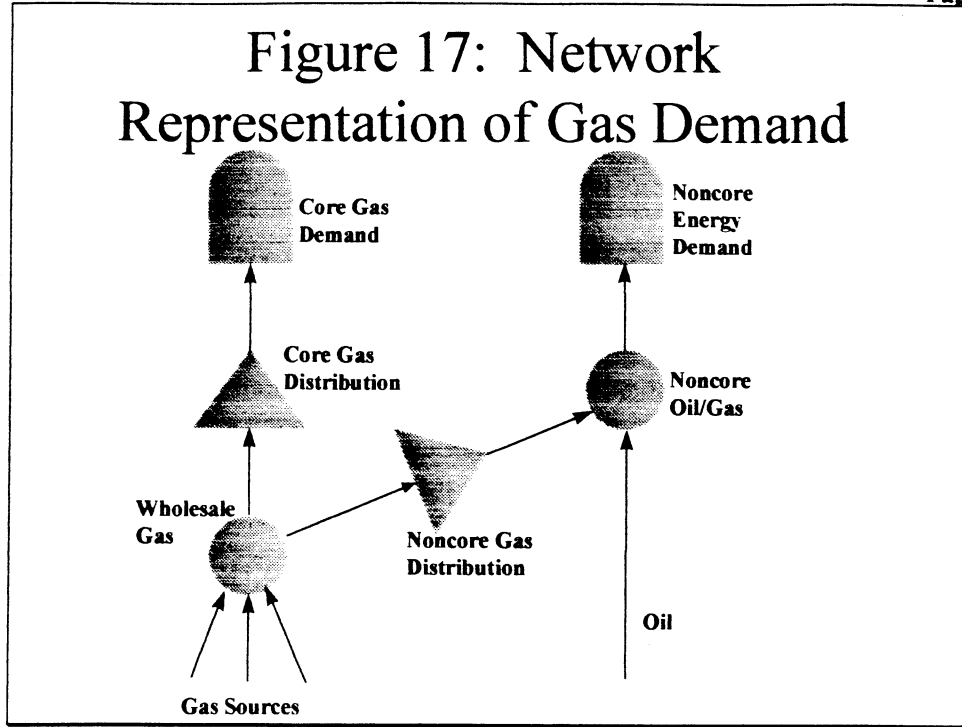 Figure 17: Network
Representation of Gas Demand
Core Gas
Demand
Noncore
Energy
Demand
Core Gas
Distribution
Noncore
Oil/Gas
Wholesale
Gas
Noncore Gas
Distribution
Oil
Gas Sources